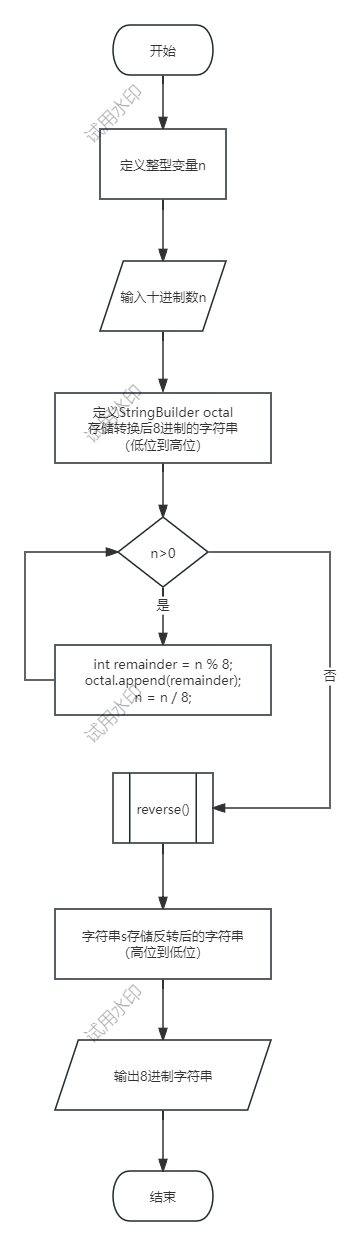 开始
试用水印
定义整型变量n
输入十进制数n
定义StringBuilder octal
存储转换后8进制的字符串
（低位到高位）
试用水印
n>0
是
否
int remainder = n % 8;
octal.append(remainder);
n = n / 8;
试用水印
reverse()
字符串s存储反转后的字符串
（高位到低位）
试用水印
输出8进制字符串
结束